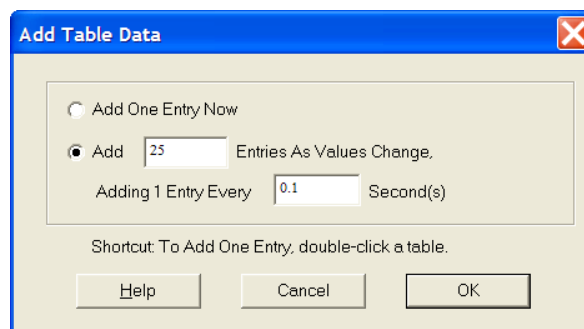 Add Table Data
Add One Entry Now
Add 25 Entries As Values Change,
Adding 1 Entry Every 0.1 Second(s)
Shortcut: To Add One Entry, double-click a table.
Help Cancel OK